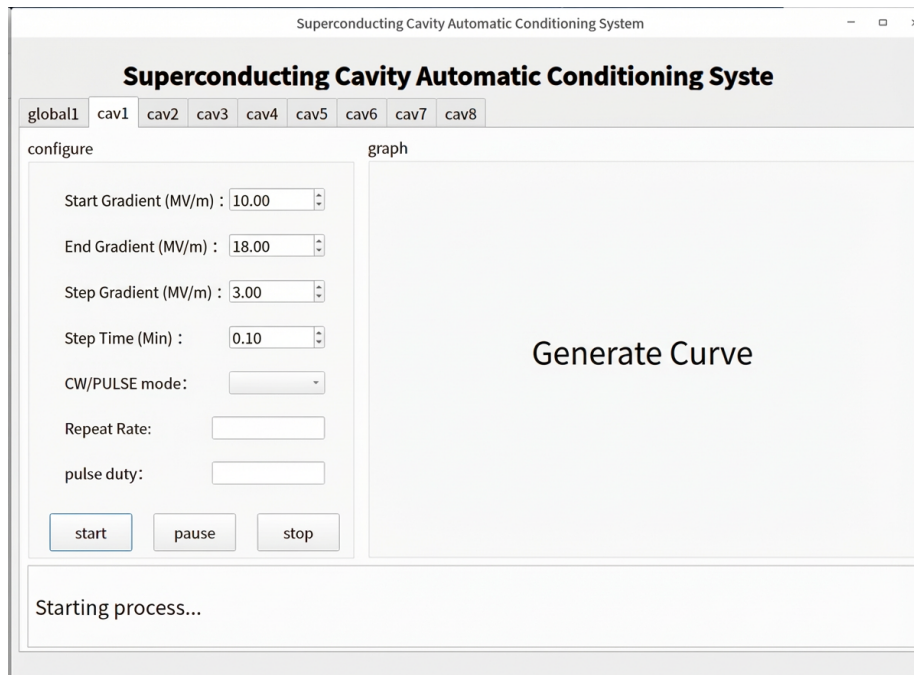 Superconducting Cavity Automatic Conditioning System
Superconducting Cavity Automatic Conditioning Syste
global1 cav1 cav2 cav3 cav4 cav5 cav6 cav7 cav8
configure
graph
Start Gradient (MV/m) : 10.00
End Gradient (MV/m) : 18.00
Step Gradient (MV/m) : 3.00
Step Time (Min) : 0.10
CW/PULSE mode:
Repeat Rate:
pulse duty:
start pause stop
Generate Curve
Starting process...